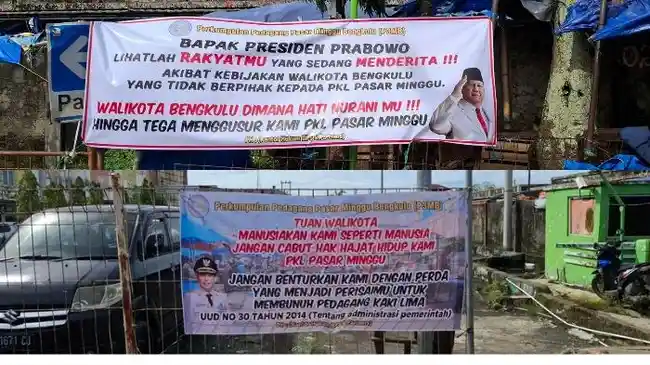 Perkumpulan Pedagang Pasar Minggu Bengkulu (P3MB)
BAPAK PRESIDEN PRABOWO
LIHATLAH RAKYATMU YANG SEDANG MENDERITA !!!
AKIBAT KEBIJAKAN WALIKOTA BENGKULU
YANG TIDAK BERPIHAK KEPADA PKL PASAR MINGGU.
WALIKOTA BENGKULU DIMANA HATI NURANI MU !!!
HINGGA TEGA MENGGUSUR KAMI PKL PASAR MINGGU
Pa
Perkumpulan Pedagang Pasar Minggu Bengkulu (P3MB)
TUAN WALIKOTA
MANUSIAKAN KAMI SEPERTI MANUSIA
JANGAN CABUT HAK HAJAT HIDUP KAMI
PKL PASAR MINGGU
JANGAN BENTURKAN KAMI DENGAN PERDA
YANG MENJADI PERISAIMU UNTUK
MEMBUNUH PEDAGANG KAKI LIMA
UUD NO 30 TAHUN 2014 (Tentang administrasi pemerintah)